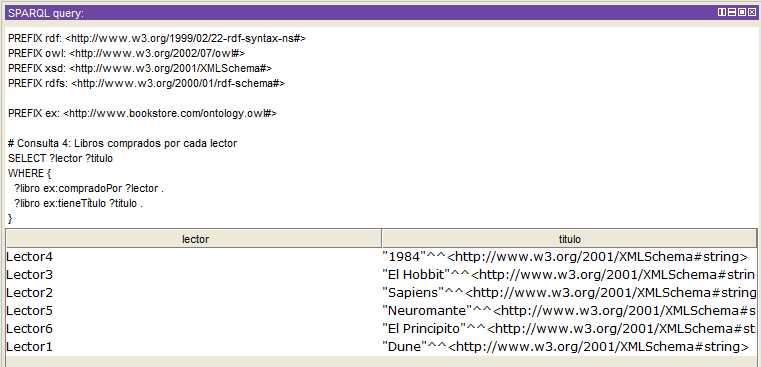 SPARQL query:
PREFIX rdf: <http://www.w3.org/1999/02/22-rdf-syntax-ns#>
PREFIX owl: <http://www.w3.org/2002/07/owl#>
PREFIX xsd: <http://www.w3.org/2001/XMLSchema#>
PREFIX rdfs: <http://www.w3.org/2000/01/rdf-schema#>
PREFIX ex: <http://www.bookstore.com/ontology.owl#>
# Consulta 4: Libros comprados por cada lector
SELECT ?lector ?titulo
WHERE {
?libro ex:compradoPor ?lector .
?libro ex:tieneTítulo ?titulo .
}
lector titulo
Lector4 "1984"^^<http://www.w3.org/2001/XMLSchema#string>
Lector3 "El Hobbit"^^<http://www.w3.org/2001/XMLSchema#strin
Lector2 "Sapiens"^^<http://www.w3.org/2001/XMLSchema#string
Lector5 "Neuromante"^^<http://www.w3.org/2001/XMLSchema#s
Lector6 "El Principito"^^<http://www.w3.org/2001/XMLSchema#st
Lector1 "Dune"^^<http://www.w3.org/2001/XMLSchema#string>